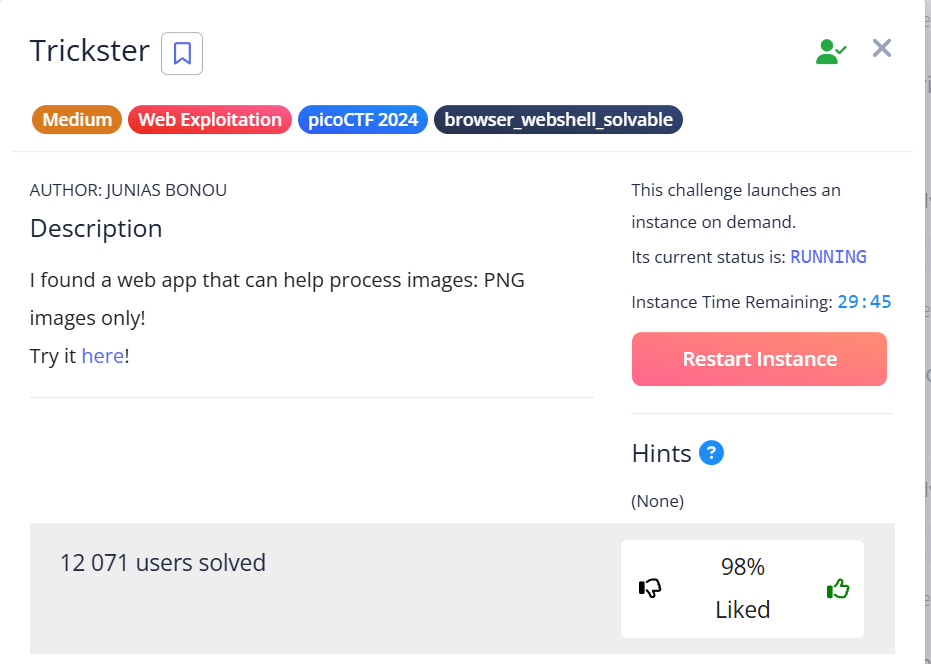 Trickster
Medium Web Exploitation picoCTF 2024 browser_webshell_solvable
AUTHOR: JUNIAS BONOU
Description
I found a web app that can help process images: PNG
images only!
Try it here!
This challenge launches an
instance on demand.
Its current status is: RUNNING
Instance Time Remaining: 29:45
Restart Instance
Hints ?
(None)
12 071 users solved
98%
Liked